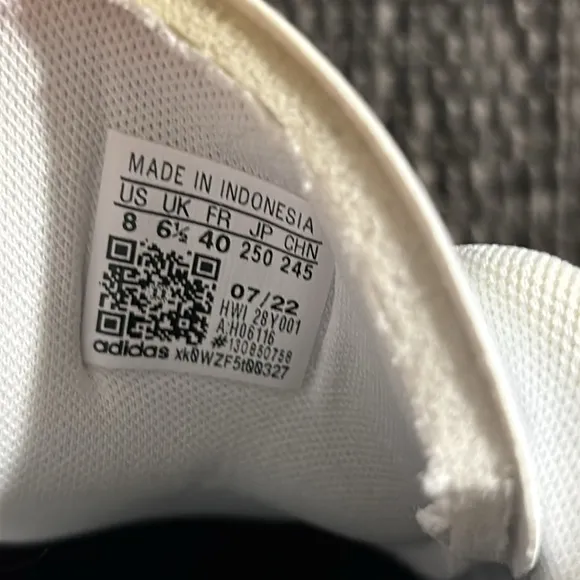 MADE IN INDONESIA
US UK FR JP CHN
8 6½ 40 250 245
07/22
HWI 28Y001
A:H06116
#130850758
adidas xk0WZF5t00327